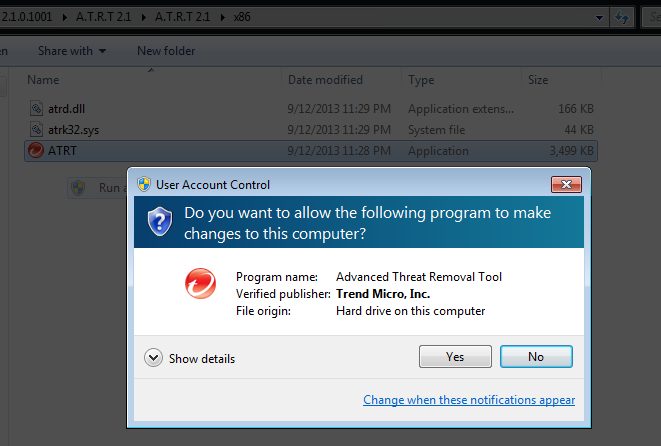 2.1.0.1001 A.T.R.T 2.1 A.T.R.T 2.1 x86
Share with New folder
Name Date modified Type Size
atrd.dll 9/12/2013 11:29 PM Application extens... 166 KB
atrk32.sys 9/12/2013 11:29 PM System file 44 KB
ATRT 9/12/2013 11:28 PM Application 3,499 KB
User Account Control
Do you want to allow the following program to make
changes to this computer?
Program name: Advanced Threat Removal Tool
Verified publisher: Trend Micro, Inc.
File origin: Hard drive on this computer
Show details Yes No
Change when these notifications appear